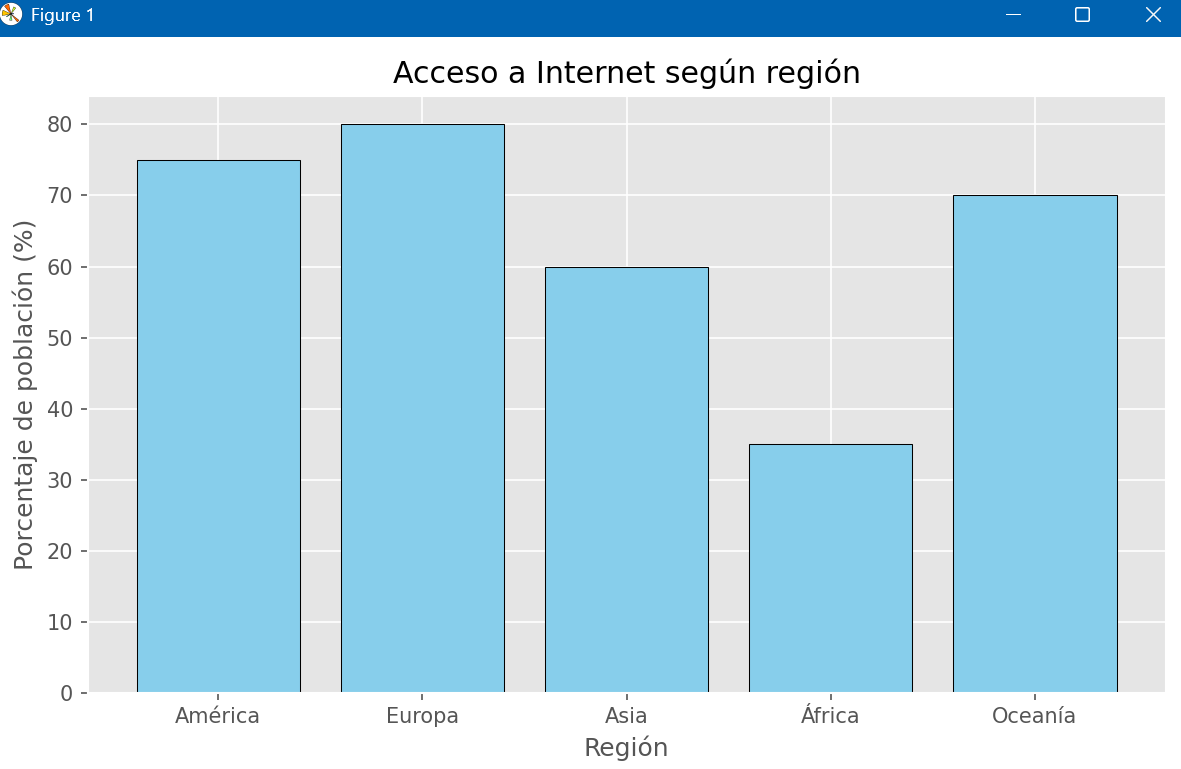 Figure 1
Acceso a Internet según región
Porcentaje de población (%)
80
70
60
50
40
30
20
10
0
América Europa Asia África Oceanía
Región